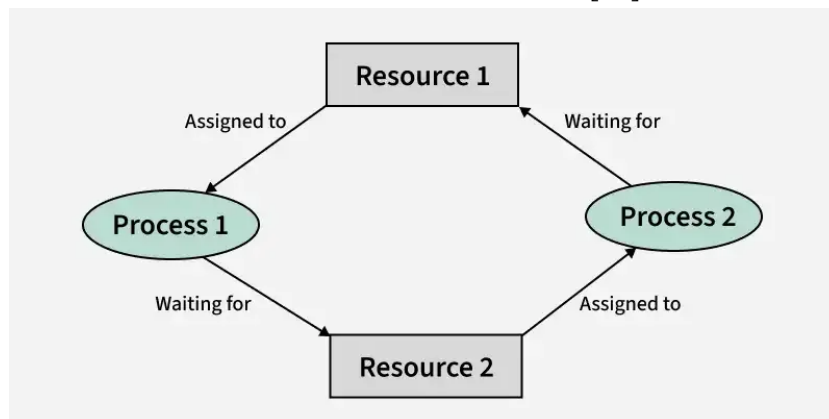 Resource 1
Assigned to
Waiting for
Process 1
Process 2
Waiting for
Assigned to
Resource 2